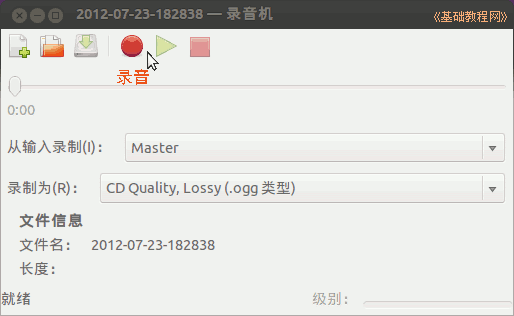 2012-07-23-182838 — 录音机
《基础教程网》
录音
0:00
从输入录制(I)： Master
录制为(R)： CD Quality, Lossy (.ogg 类型)
文件信息
文件名： 2012-07-23-182838
长度：
就绪 级别：